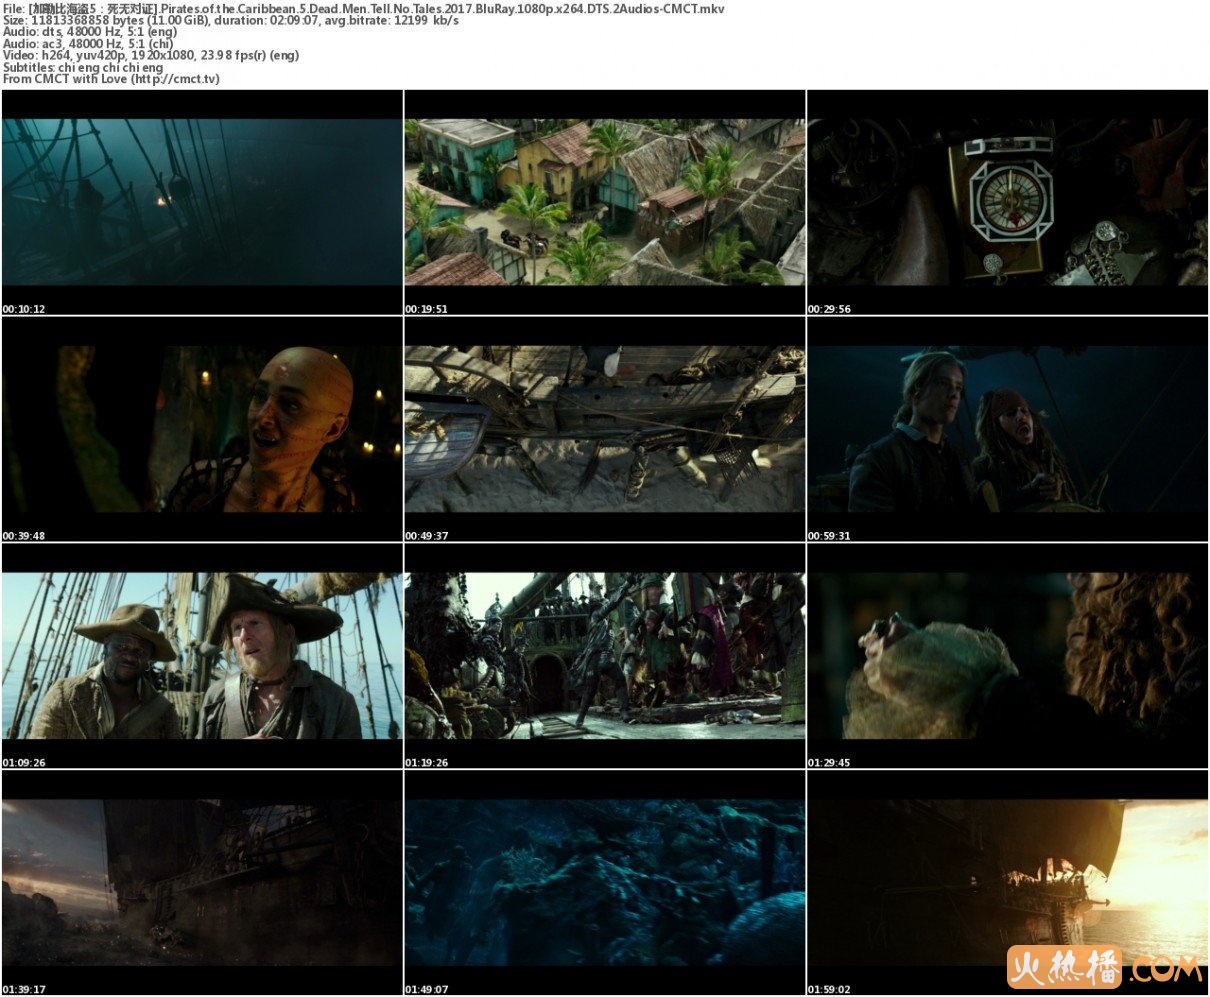 File: [加勒比海盗5：死无对证].Pirates.of.the.Caribbean.5.Dead.Men.Tell.No.Tales.2017.BluRay.1080p.x264.DTS.2Audios-CMCT.mkv
Size: 11813368858 bytes (11.00 GiB), duration: 02:09:07, avg.bitrate: 12199 kb/s
Audio: dts, 48000 Hz, 5:1 (eng)
Audio: ac3, 48000 Hz, 5:1 (chi)
Video: h264, yuv420p, 1920x1080, 23.98 fps(r) (eng)
Subtitles: chi eng chi chi eng
From CMCT with Love (http://cmct.tv)
00:10:12
00:19:51
00:29:56
00:39:48
00:49:37
00:59:31
01:09:26
01:19:26
01:29:45
01:39:17
01:49:07
01:59:02
火热播.COM